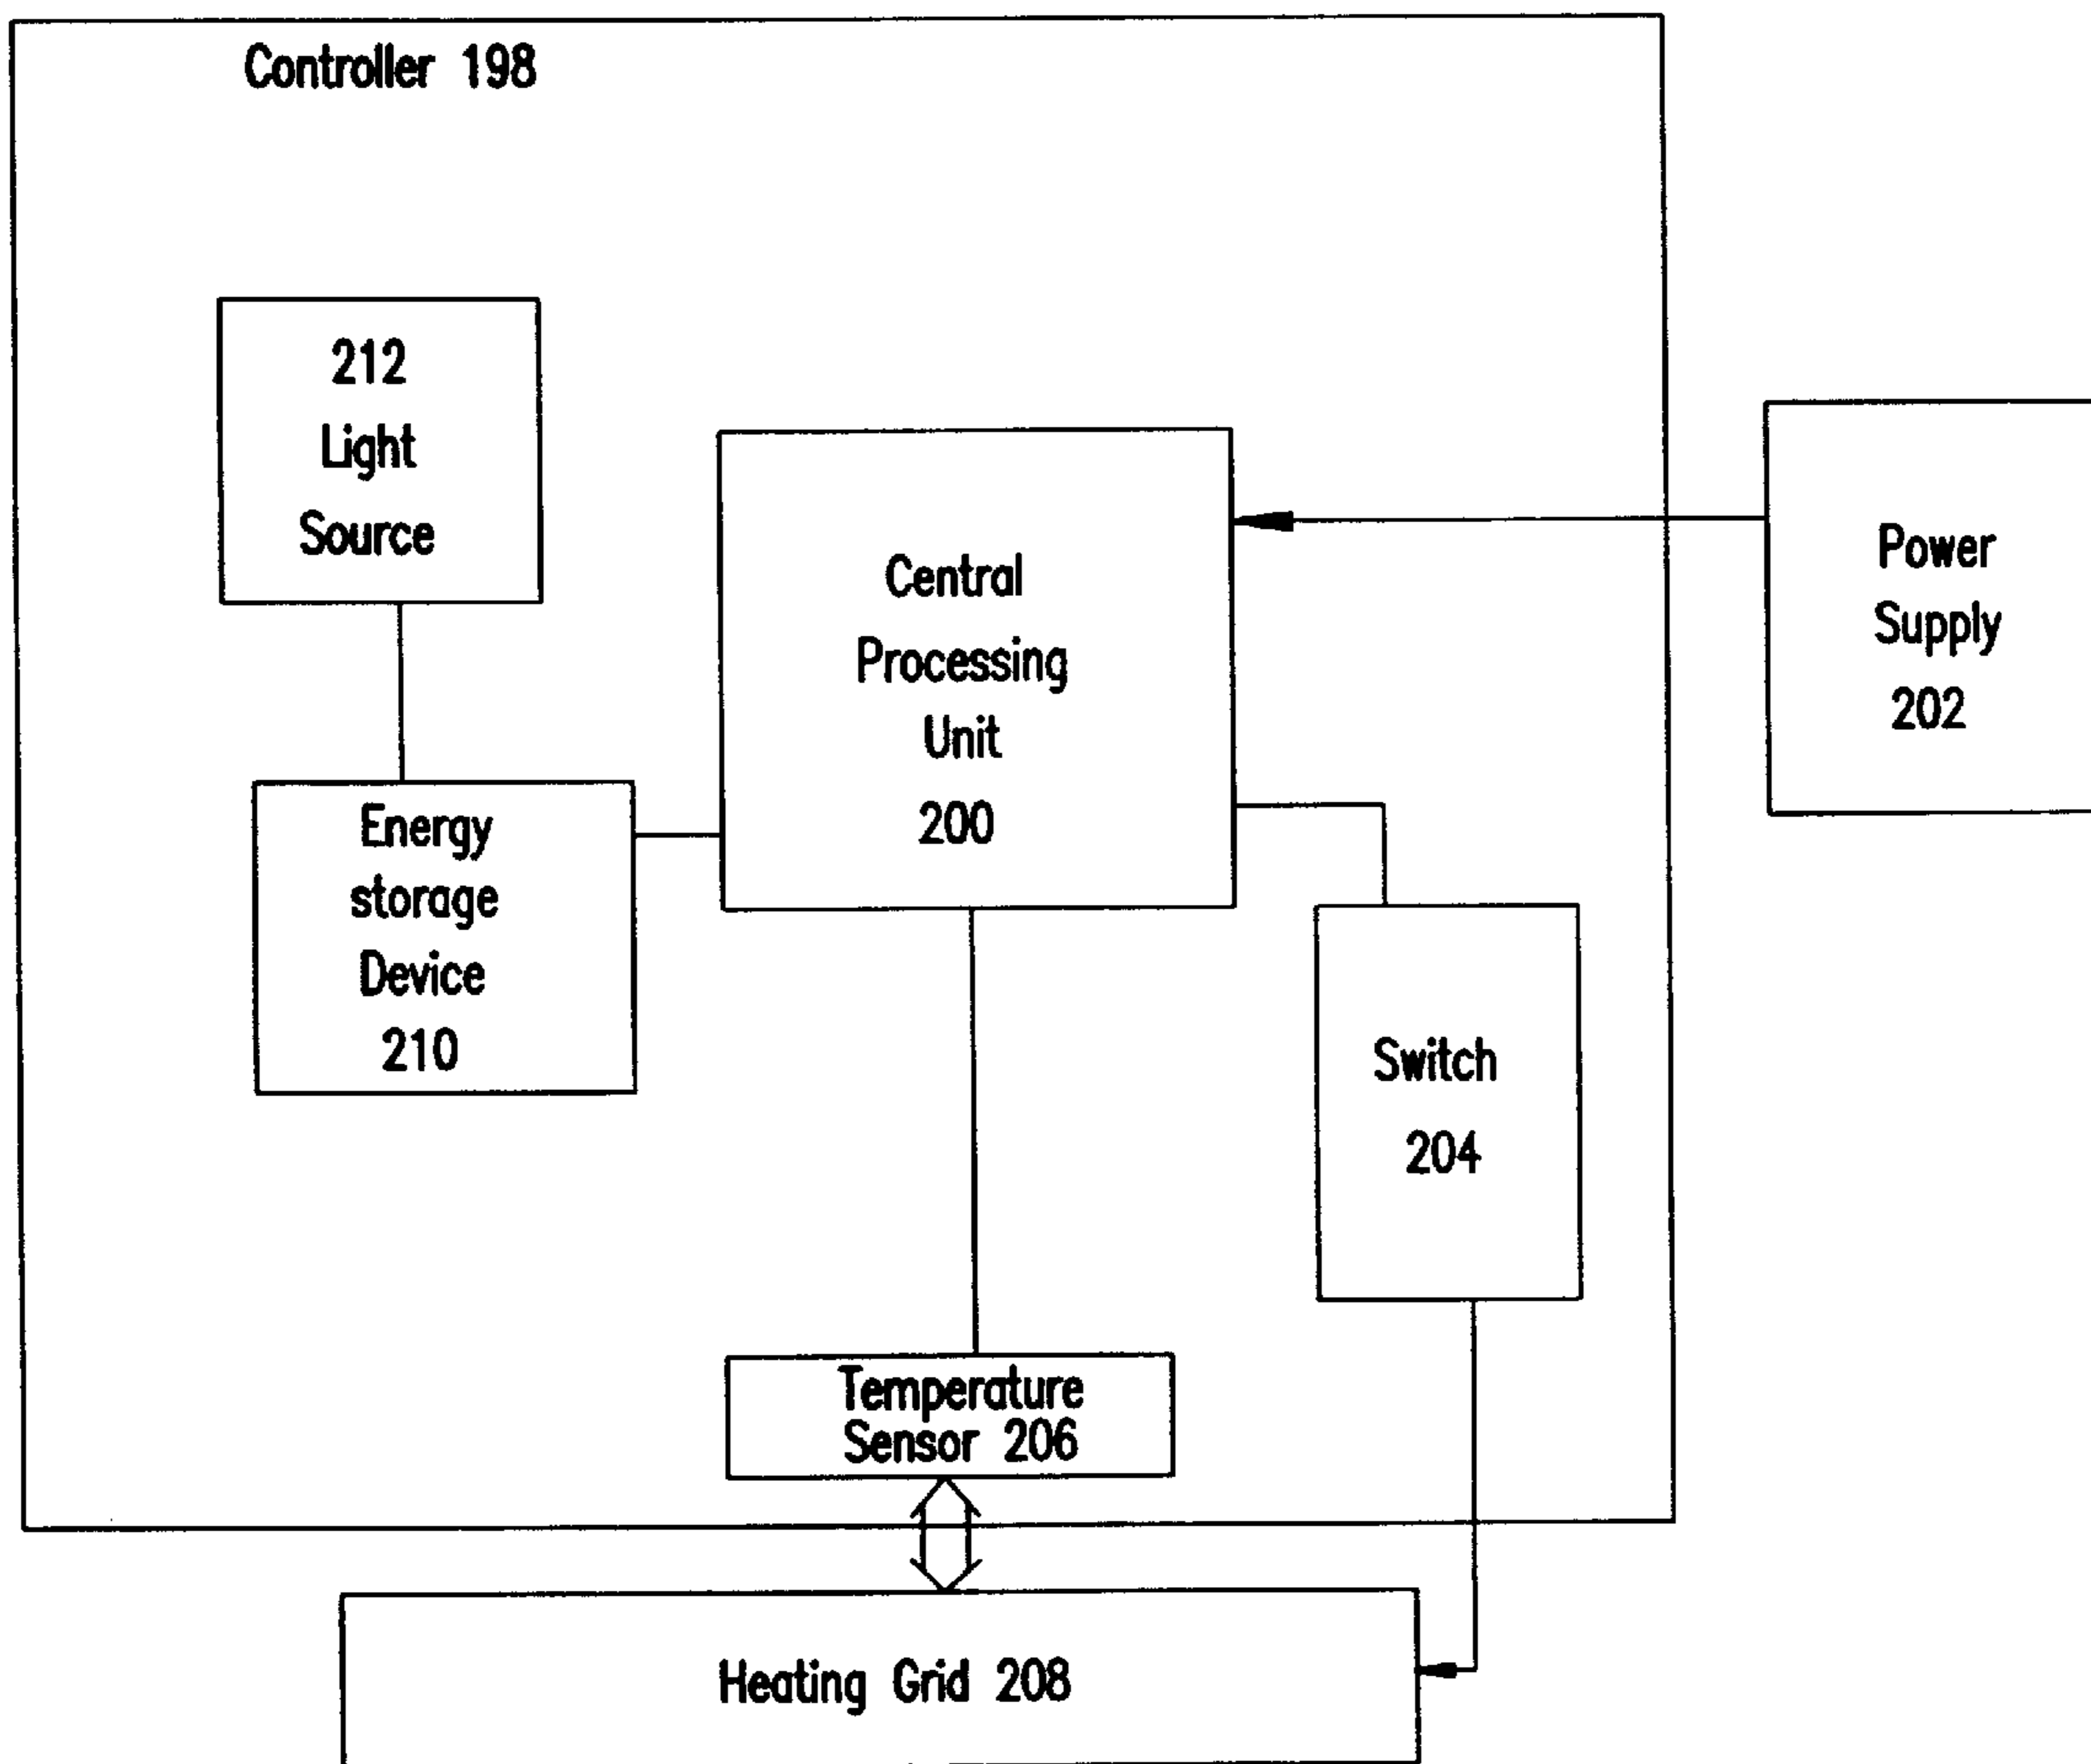 Controller 198
212
Light
Source
Central
Processing
Unit
200
Power
Supply
202
Energy
storage
Device
210
Switch
204
Temperature
Sensor 206
Heating Grid 208